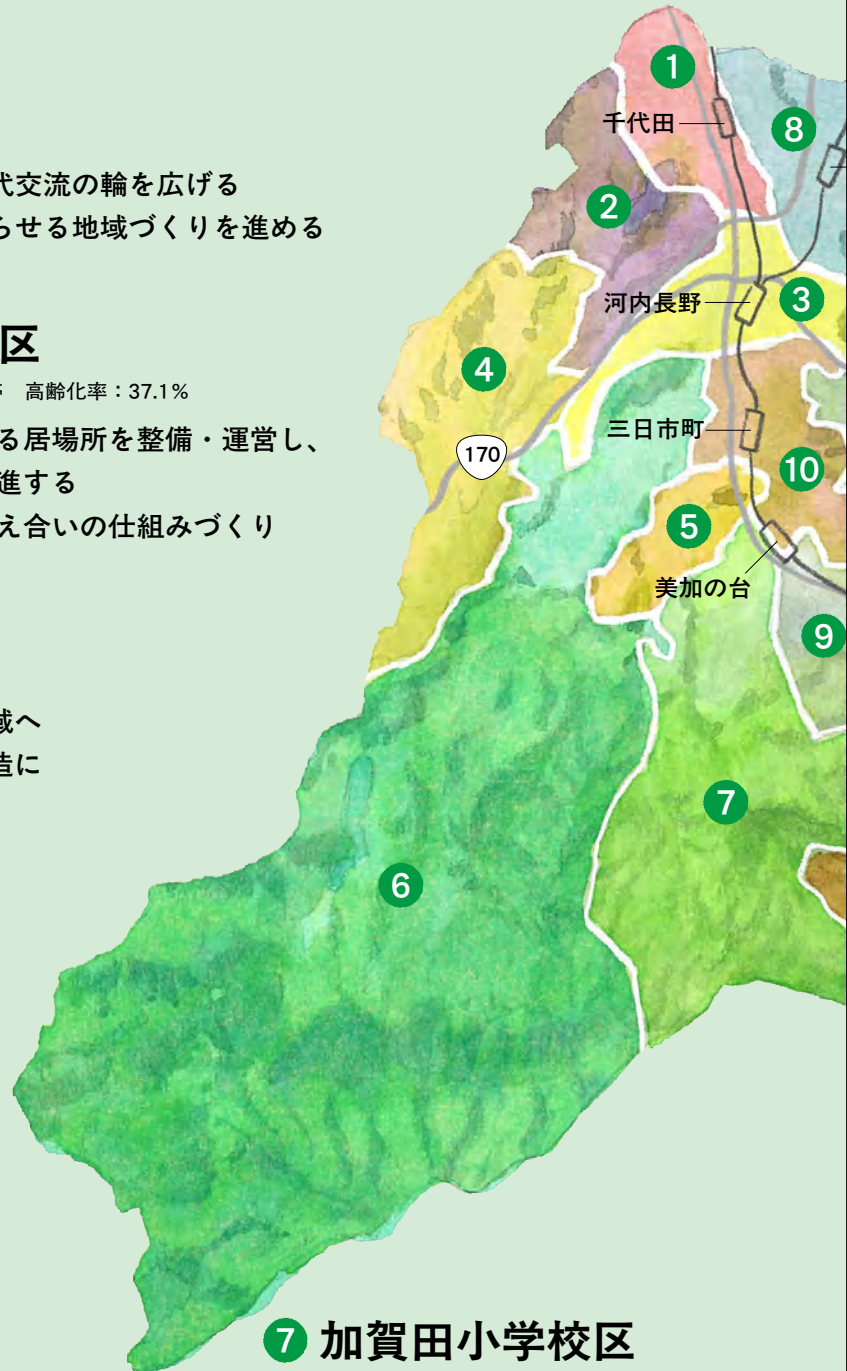 代交流の輪を広げる
らせる地域づくりを進める
区
高齢化率：37.1%
る居場所を整備・運営し、
進する
え合いの仕組みづくり
域へ
造に
1
千代田
8
2
河内長野
3
4
170
三日市町
10
5
美加の台
9
7
6
7 加賀田小学校区